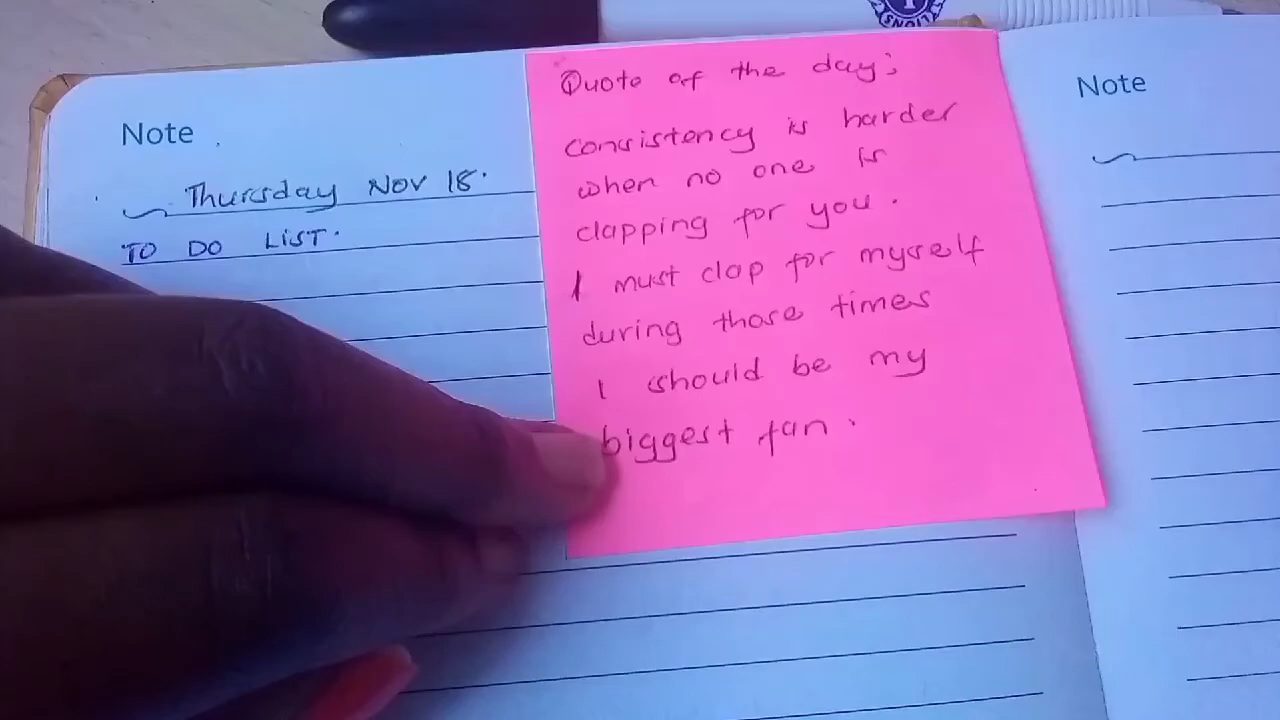 LIONS
Note
Thursday Nov 18.
TO DO LIST.
Quote of the day;
consistency is harder
when no one is
clapping for you.
I must clap for myself
during those times
I should be my
biggest fan.
Note